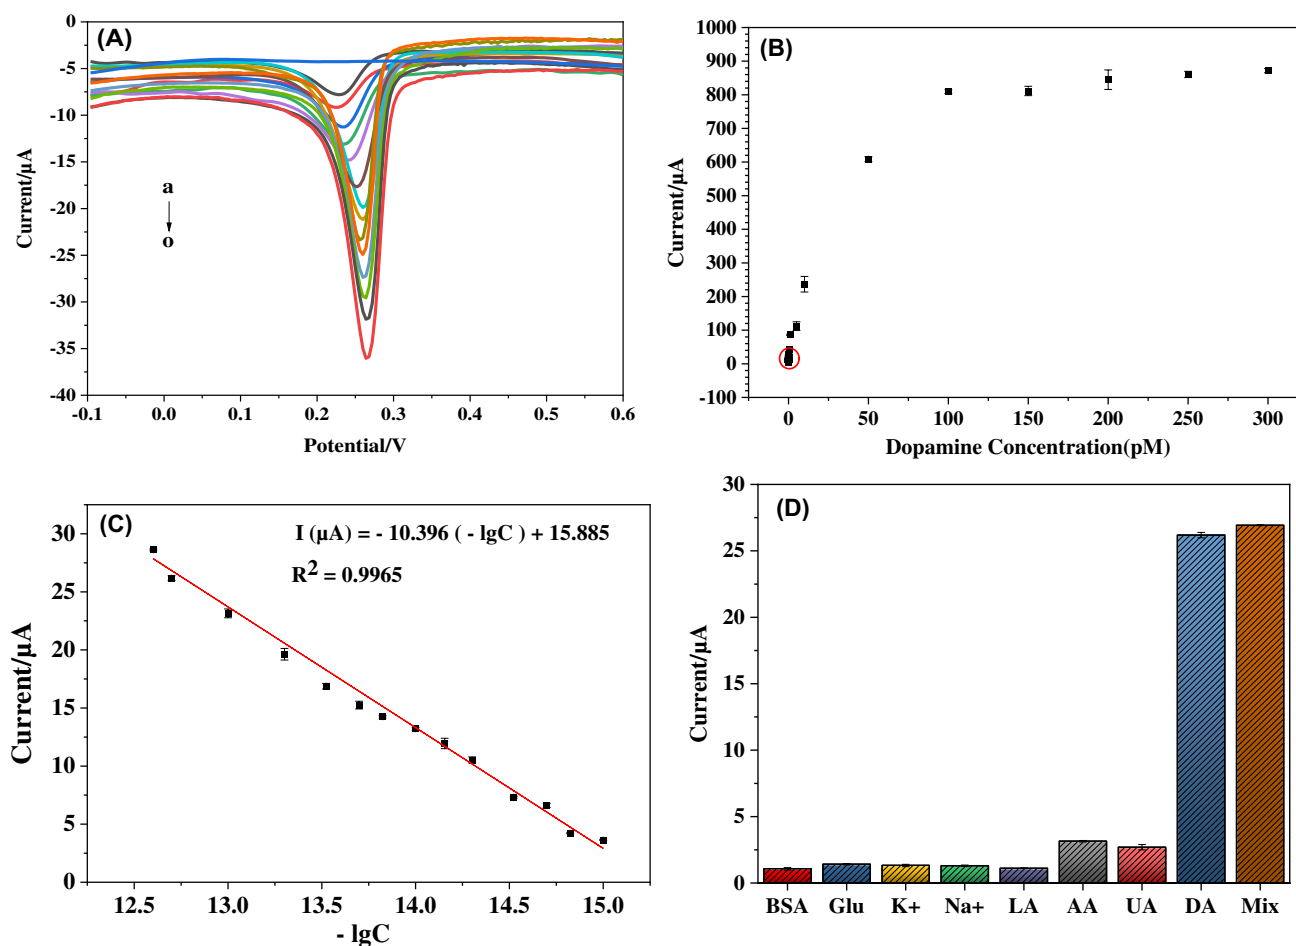 (A)
0
-5
-10
-15
-20
-25
-30
-35
-40
Current/μA
a
o
-0.1
0.0
0.1
0.2
0.3
0.4
0.5
0.6
Potential/V
(B)
1000
900
800
700
600
500
400
300
200
100
0
-100
Current/μA
0
50
100
150
200
250
300
Dopamine Concentration(pM)
(C)
I (μA) = - 10.396 ( - lgC ) + 15.885
R2 = 0.9965
30
25
20
15
10
5
0
Current/μA
12.5
13.0
13.5
14.0
14.5
15.0
- lgC
(D)
30
25
20
15
10
5
0
Current/μA
BSA
Glu
K+
Na+
LA
AA
UA
DA
Mix